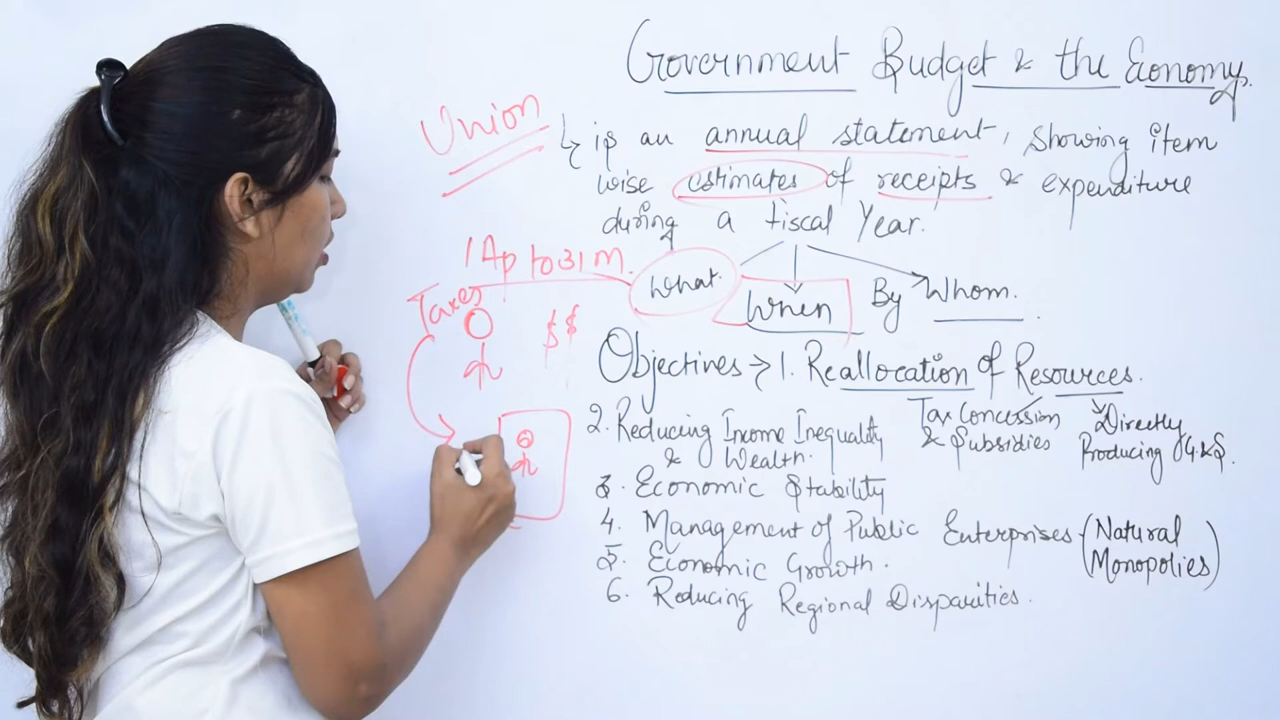 Government Budget & the Economy.
Union
is an annual statement, showing item
wise estimates of receipts & expenditure
during a fiscal Year.
1 Ap to 31 M.
What.
When
By Whom.
Taxes
$ $
Objectives → 1. Reallocation of Resources.
Tax Concession
& Subsidies
Directly
Producing G.&S.
2. Reducing Income Inequality
& Wealth.
3. Economic Stability
4. Management of Public Enterprises (Natural
Monopolies)
5. Economic Growth.
6. Reducing Regional Disparities.